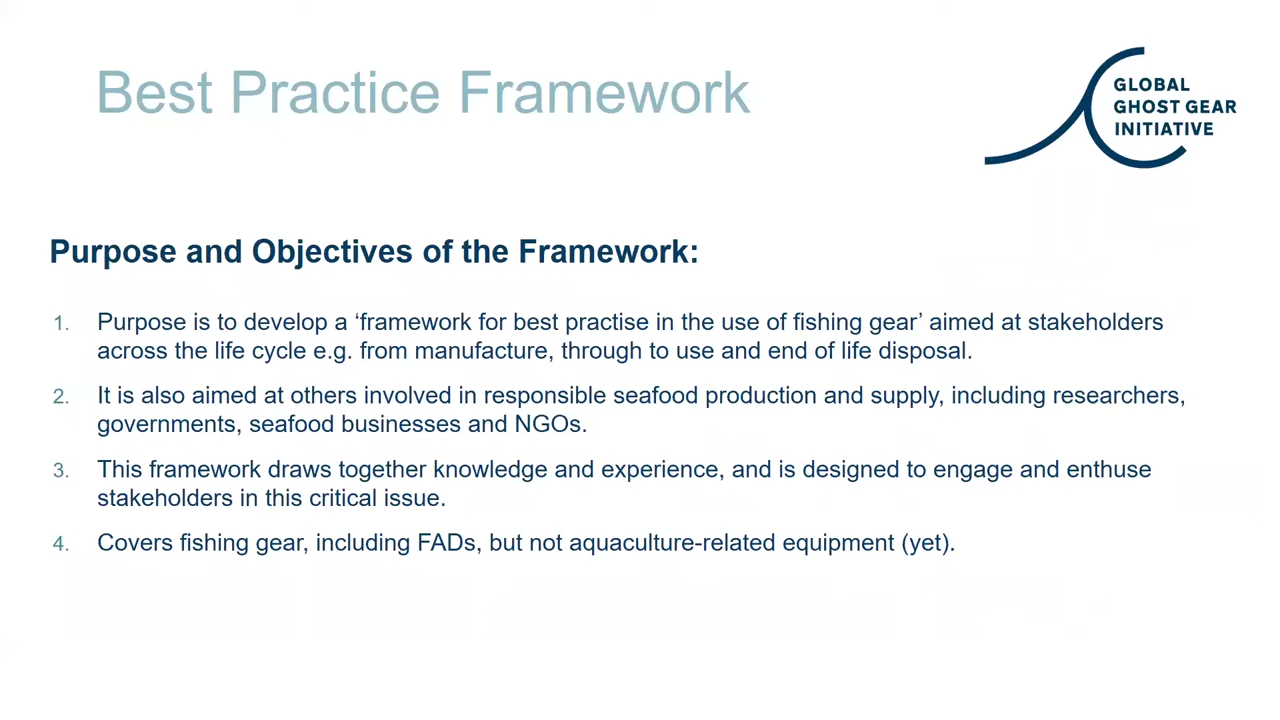 Best Practice Framework
GLOBAL
GHOST GEAR
INITIATIVE
Purpose and Objectives of the Framework:
1. Purpose is to develop a ‘framework for best practise in the use of fishing gear’ aimed at stakeholders
across the life cycle e.g. from manufacture, through to use and end of life disposal.
2. It is also aimed at others involved in responsible seafood production and supply, including researchers,
governments, seafood businesses and NGOs.
3. This framework draws together knowledge and experience, and is designed to engage and enthuse
stakeholders in this critical issue.
4. Covers fishing gear, including FADs, but not aquaculture-related equipment (yet).